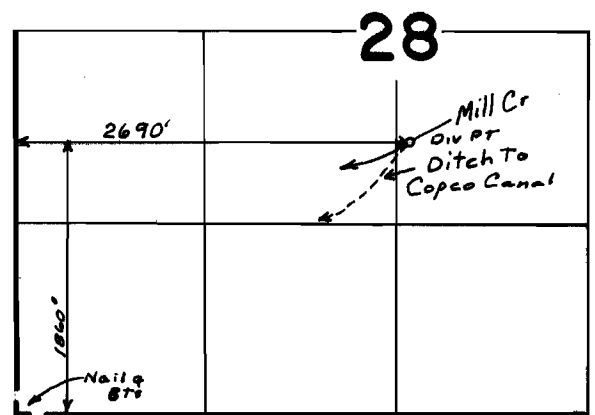 28
2690'
Mill Cr
Div PT
Ditch To
Copco Canal
1860'
Nail &
BTs